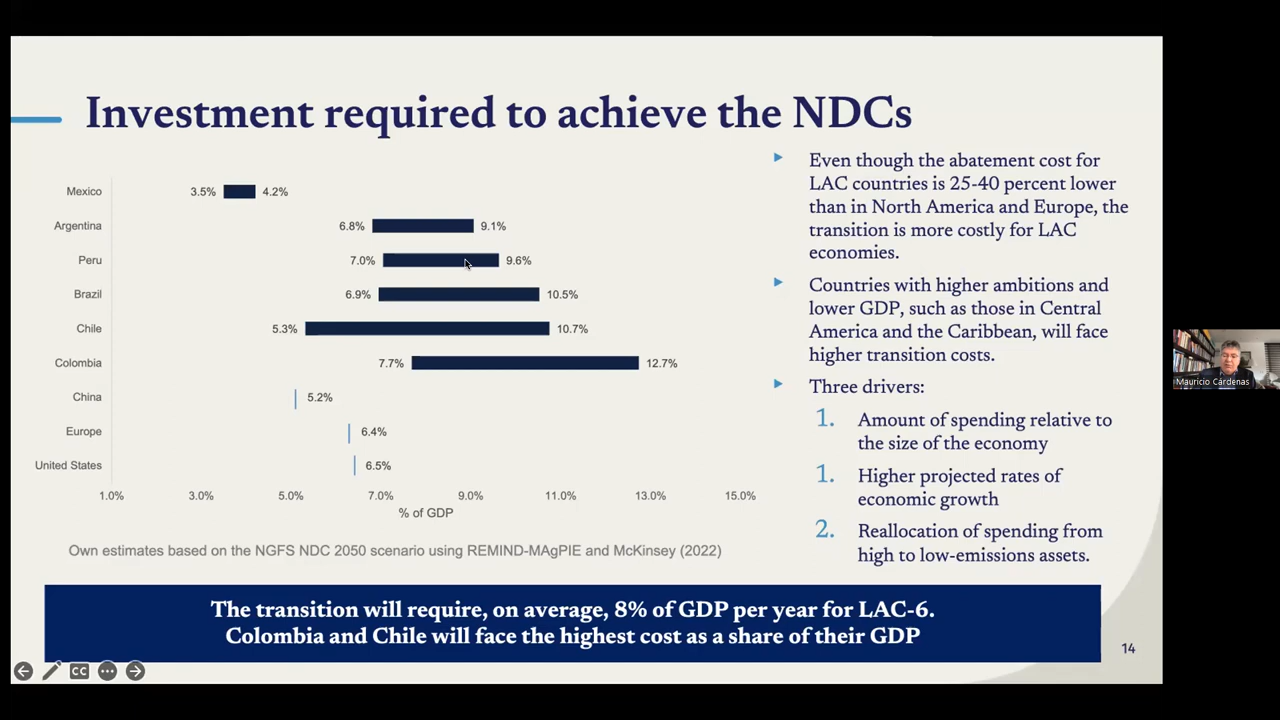 Investment required to achieve the NDCs
Mexico 3.5% 4.2%
Argentina 6.8% 9.1%
Peru 7.0% 9.6%
Brazil 6.9% 10.5%
Chile 5.3% 10.7%
Colombia 7.7% 12.7%
China 5.2%
Europe 6.4%
United States 6.5%
1.0% 3.0% 5.0% 7.0% 9.0% 11.0% 13.0% 15.0%
% of GDP
Own estimates based on the NGFS NDC 2050 scenario using REMIND-MAgPIE and McKinsey (2022)
Even though the abatement cost for
LAC countries is 25-40 percent lower
than in North America and Europe, the
transition is more costly for LAC
economies.
Countries with higher ambitions and
lower GDP, such as those in Central
America and the Caribbean, will face
higher transition costs.
Three drivers:
1. Amount of spending relative to
the size of the economy
1. Higher projected rates of
economic growth
2. Reallocation of spending from
high to low-emissions assets.
The transition will require, on average, 8% of GDP per year for LAC-6.
Colombia and Chile will face the highest cost as a share of their GDP
14
CC
Mauricio Cárdenas